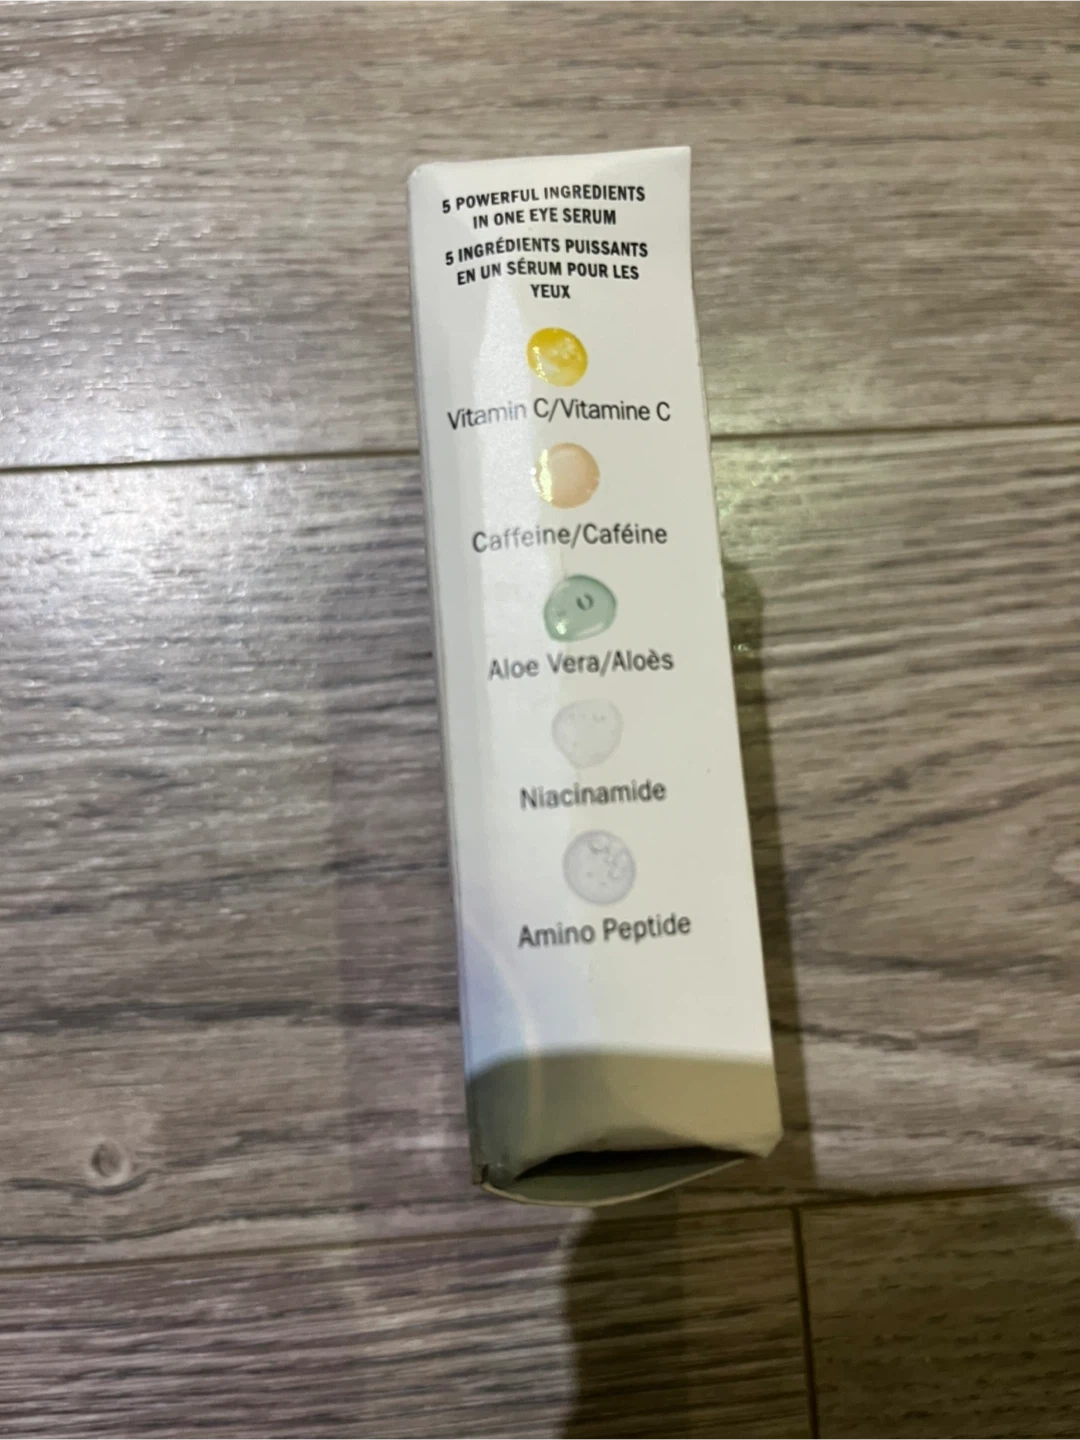 5 POWERFUL INGREDIENTS
IN ONE EYE SERUM
5 INGRÉDIENTS PUISSANTS
EN UN SÉRUM POUR LES
YEUX
Vitamin C/Vitamine C
Caffeine/Caféine
Aloe Vera/Aloès
Niacinamide
Amino Peptide